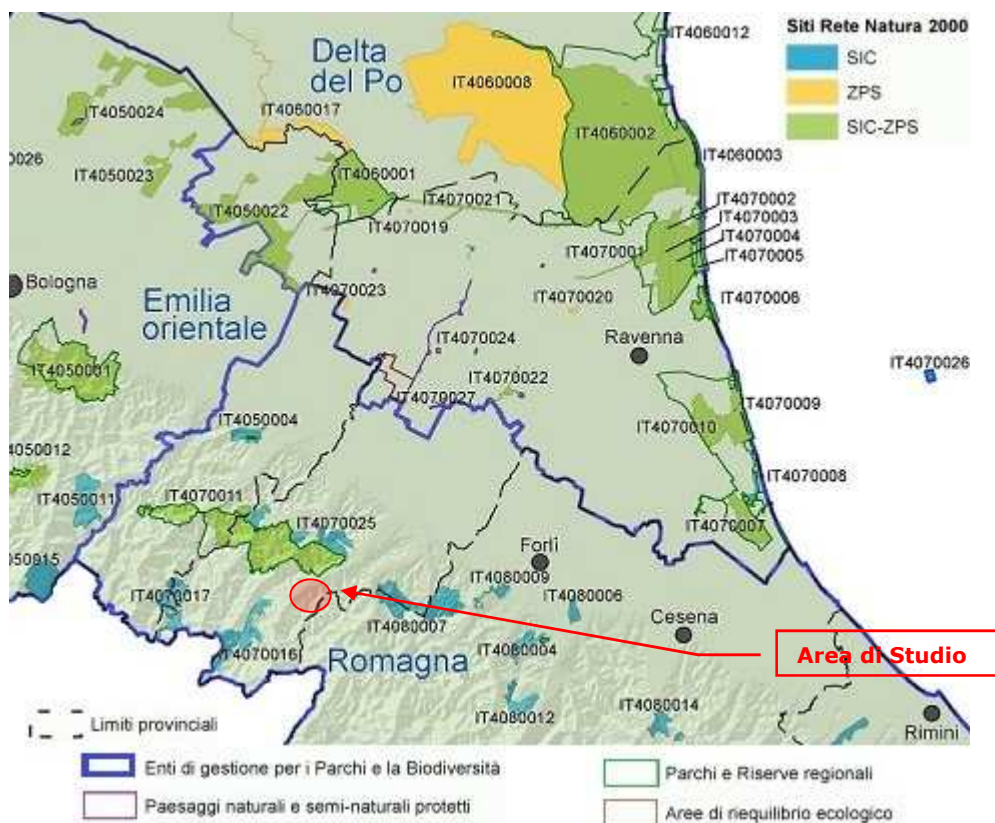 Siti Rete Natura 2000
SIC
ZPS
SIC-ZPS
IT4060012
Delta
del Po
IT4060008
IT4050024
IT4060017
IT4060002
IT4060003
0026
IT4050023
IT4060001
IT4070021
IT4070002
IT4070003
IT4070004
IT4070005
IT4050022
IT4070019
IT4070001
Bologna
IT4070023
IT4070020
IT4070006
Emilia
orientale
IT4070024
Ravenna
IT4050001
IT4070026
IT4070022
IT4070027
IT4070009
IT4050004
IT4070010
4050012
IT4070008
IT4050011
IT4070011
IT4070025
IT4070007
Forlì
050915
IT4080009
IT4070017
IT4080006
Cesena
IT4080007
IT4080004
IT4070016
Romagna
Area di Studio
IT4080012
IT4080014
Rimini
Limiti provinciali
Enti di gestione per i Parchi e la Biodiversità
Parchi e Riserve regionali
Paesaggi naturali e semi-naturali protetti
Aree di riequilibrio ecologico